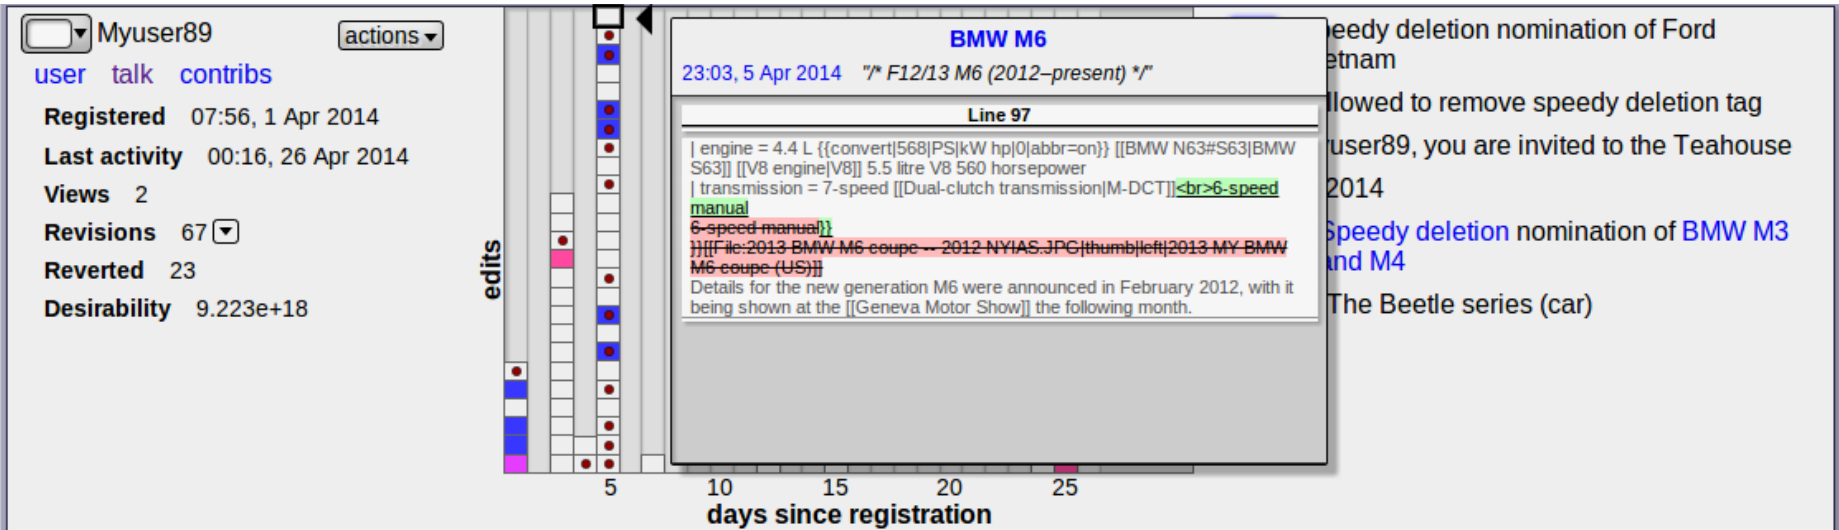 Myuser89
actions
user talk contribs
Registered 07:56, 1 Apr 2014
Last activity 00:16, 26 Apr 2014
Views 2
Revisions 67
Reverted 23
Desirability 9.223e+18
edits
BMW M6
23:03, 5 Apr 2014 "/* F12/13 M6 (2012–present) */"
Line 97
| engine = 4.4 L {{convert|568|PS|kW hp|0|abbr=on}} [[BMW N63#S63|BMW
S63]] [[V8 engine|V8]] 5.5 litre V8 560 horsepower
| transmission = 7-speed [[Dual-clutch transmission|M-DCT]]<br>6-speed
manual
6-speed manual}}
}}[[File:2013 BMW M6 coupe -- 2012 NYIAS.JPG|thumb|left|2013 MY BMW
M6 coupe (US)]]
Details for the new generation M6 were announced in February 2012, with it
being shown at the [[Geneva Motor Show]] the following month.
5 10 15 20 25
days since registration
deletion nomination of Ford
to remove speedy deletion tag
you are invited to the Teahouse
2014
Speedy deletion nomination of BMW M3
and M4
The Beetle series (car)